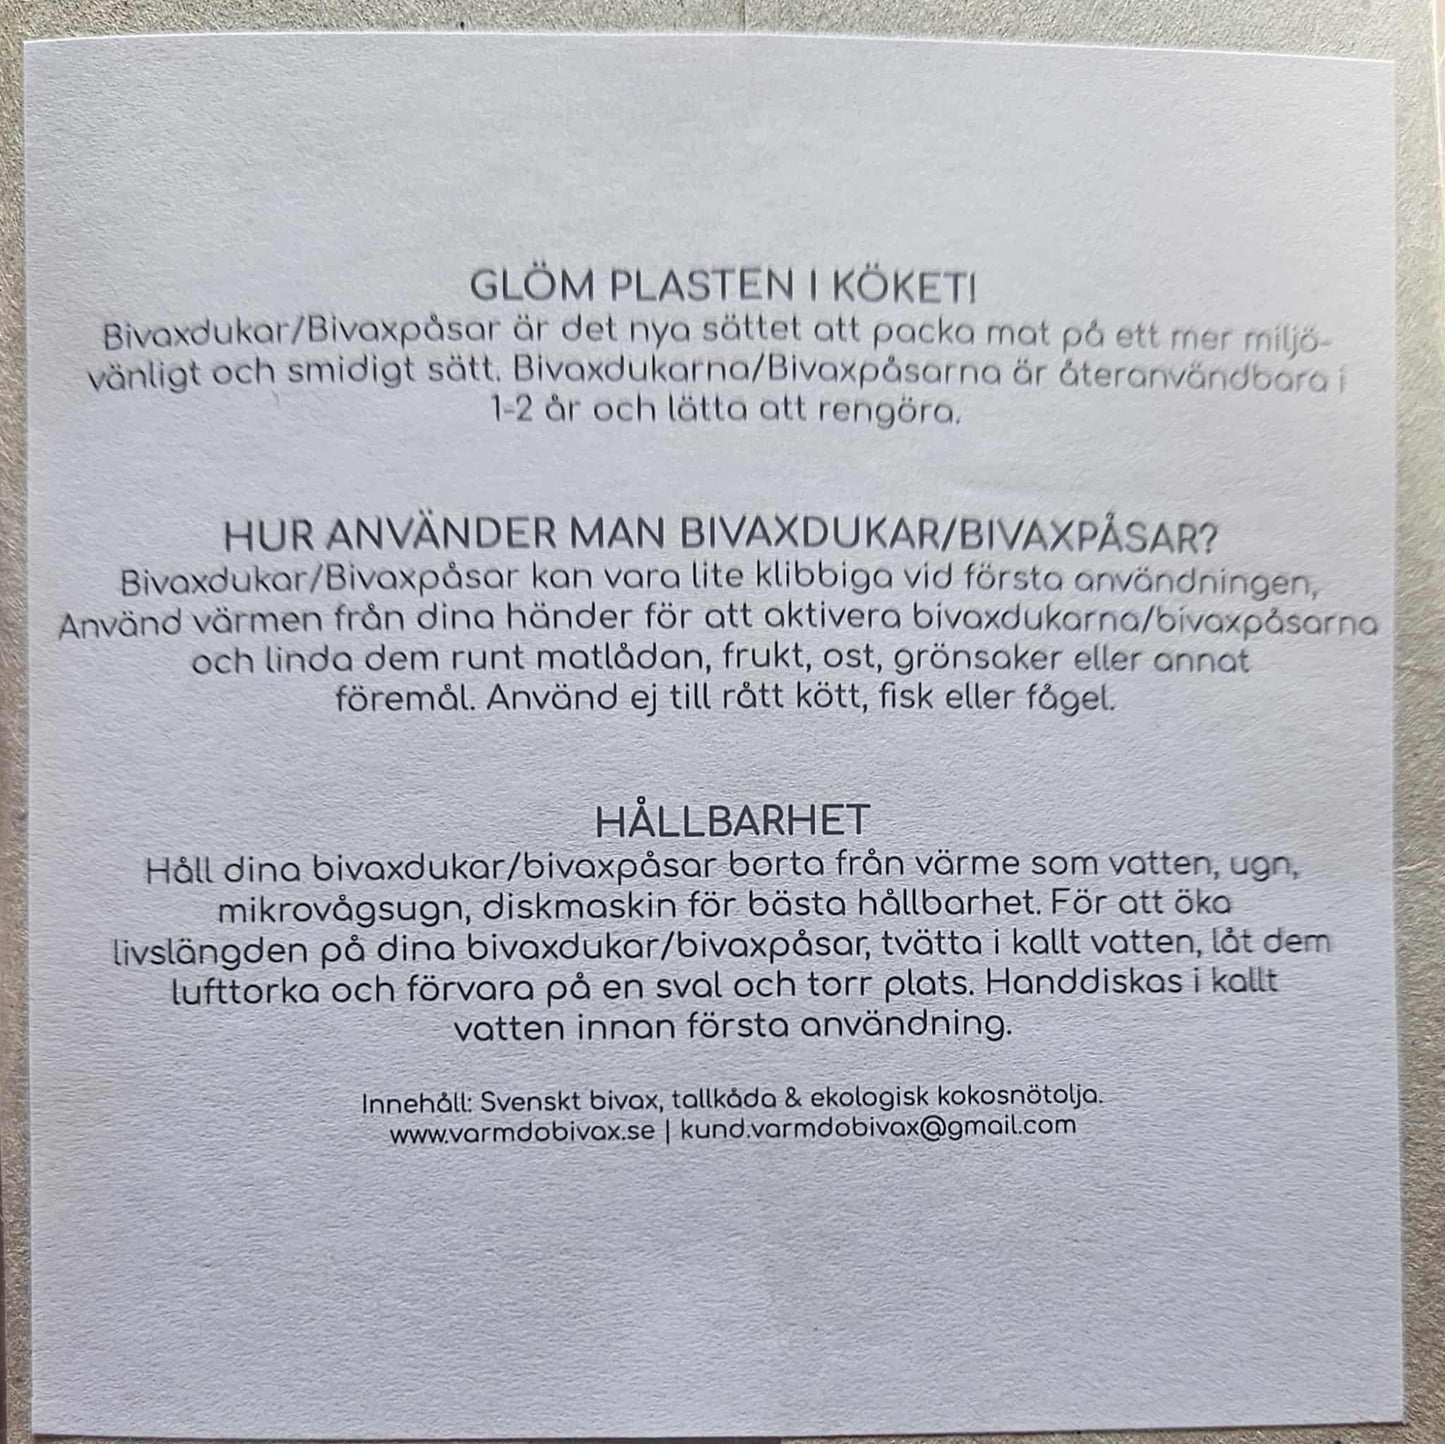 GLÖM PLASTEN I KÖKET!
Bivaxdukar/Bivaxpåsar är det nya sättet att packa mat på ett mer miljö-
vänligt och smidigt sätt. Bivaxdukarna/Bivaxpåsarna är återanvändbara i
1-2 år och lätta att rengöra.
HUR ANVÄNDER MAN BIVAXDUKAR/BIVAXPÅSAR?
Bivaxdukar/Bivaxpåsar kan vara lite klibbiga vid första användningen,
Använd värmen från dina händer för att aktivera bivaxdukarna/bivaxpåsarna
och linda dem runt matlådan, frukt, ost, grönsaker eller annat
föremål. Använd ej till rått kött, fisk eller fågel.
HÅLLBARHET
Håll dina bivaxdukar/bivaxpåsar borta från värme som vatten, ugn,
mikrovågsugn, diskmaskin för bästa hållbarhet. För att öka
livslängden på dina bivaxdukar/bivaxpåsar, tvätta i kallt vatten, låt dem
lufttorka och förvara på en sval och torr plats. Handdiskas i kallt
vatten innan första användning.
Innehåll: Svenskt bivax, tallkåda & ekologisk kokosnötolja.
www.varmdobivax.se | kund.varmdobivax@gmail.com